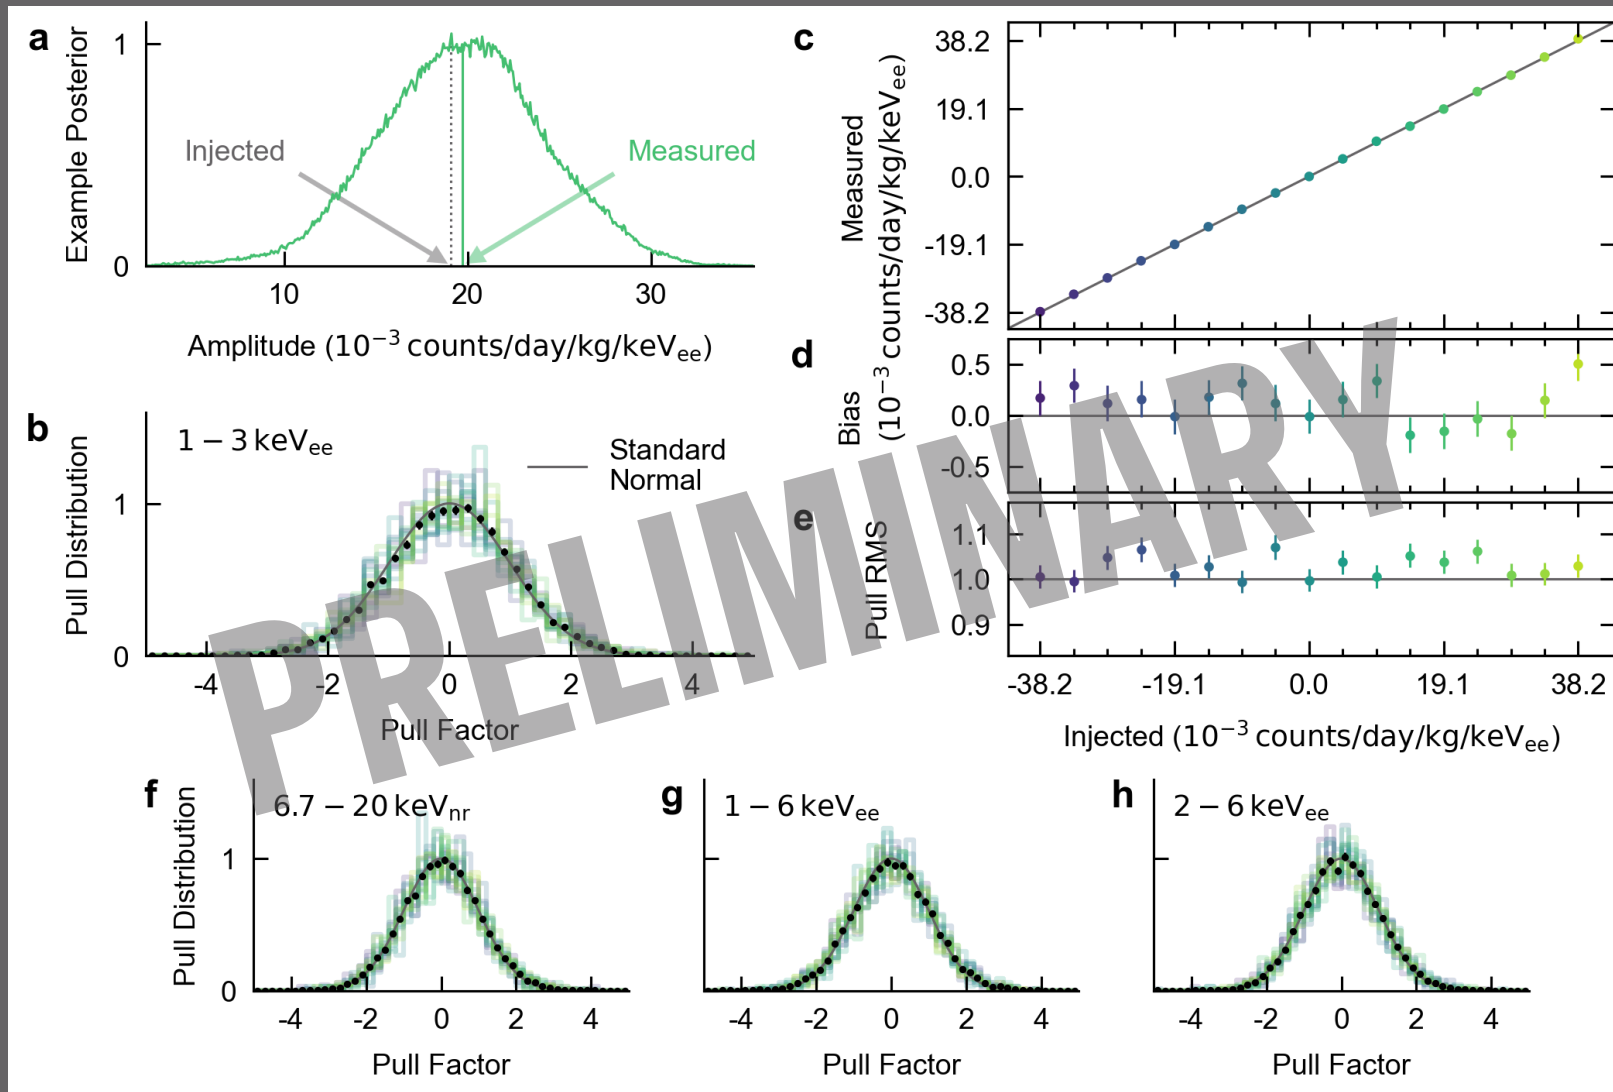 a
Example Posterior
1
0
Injected
Measured
10
20
30
Amplitude (10⁻³ counts/day/kg/keVₑₑ)
b
Pull Distribution
1 − 3 keVₑₑ
Standard
Normal
1
0
-4
-2
0
2
4
Pull Factor
c
Measured
(10⁻³ counts/day/kg/keVₑₑ)
38.2
19.1
0.0
-19.1
-38.2
d
Bias
0.5
0.0
-0.5
e
Pull RMS
1.1
1.0
0.9
-38.2
-19.1
0.0
19.1
38.2
Injected (10⁻³ counts/day/kg/keVₑₑ)
PRELIMINARY
f
Pull Distribution
6.7 − 20 keVₙᵣ
1
0
-4
-2
0
2
4
Pull Factor
g
1 − 6 keVₑₑ
-4
-2
0
2
4
Pull Factor
h
2 − 6 keVₑₑ
-4
-2
0
2
4
Pull Factor